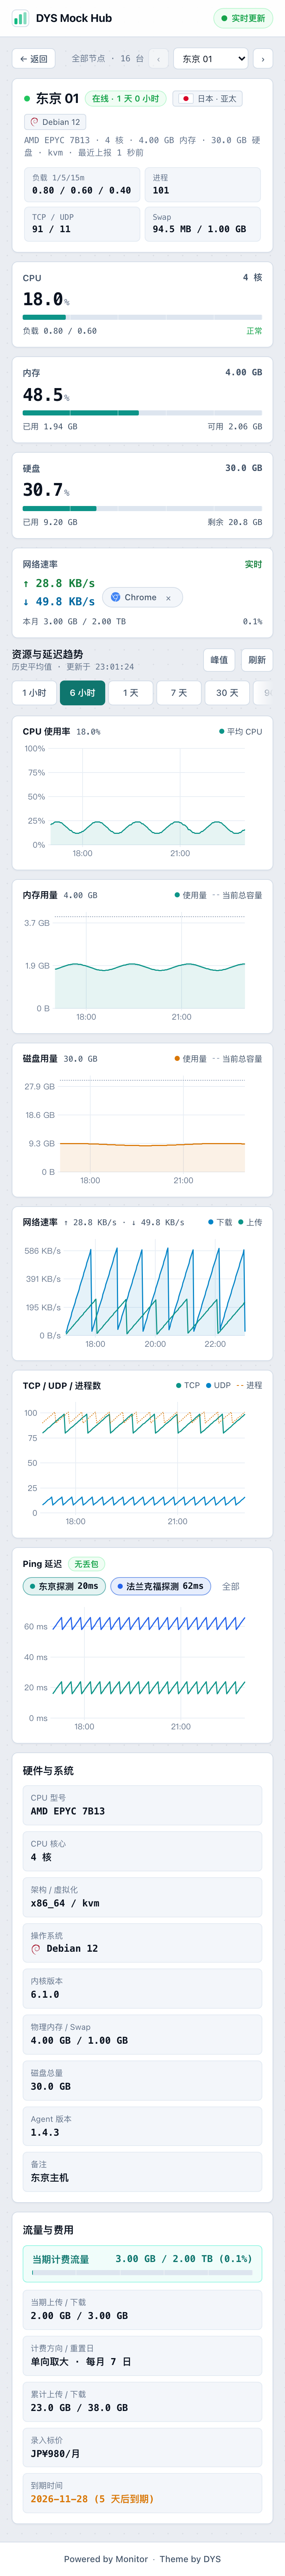 DYS Mock Hub
实时更新
← 返回
全部节点 · 16 台
‹
东京 01
›
东京 01
在线 · 1 天 0 小时
日本 · 亚太
Debian 12
AMD EPYC 7B13 · 4 核 · 4.00 GB 内存 · 30.0 GB 硬
盘 · kvm · 最近上报 1 秒前
负载 1/5/15m
0.80 / 0.60 / 0.40
进程
101
TCP / UDP
91 / 11
Swap
94.5 MB / 1.00 GB
CPU
4 核
18.0%
负载 0.80 / 0.60
正常
内存
4.00 GB
48.5%
已用 1.94 GB
可用 2.06 GB
硬盘
30.0 GB
30.7%
已用 9.20 GB
剩余 20.8 GB
网络速率
实时
↑ 28.8 KB/s
↓ 49.8 KB/s
Chrome ×
本月 3.00 GB / 2.00 TB
0.1%
资源与延迟趋势
历史平均值 · 更新于 23:01:24
峰值
刷新
1 小时
6 小时
1 天
7 天
30 天
CPU 使用率 18.0%
平均 CPU
100%
75%
50%
25%
0%
18:00
21:00
内存用量 4.00 GB
使用量 -- 当前总容量
3.7 GB
1.9 GB
0 B
18:00
21:00
磁盘用量 30.0 GB
使用量 -- 当前总容量
27.9 GB
18.6 GB
9.3 GB
0 B
18:00
21:00
网络速率 ↑ 28.8 KB/s · ↓ 49.8 KB/s
下载
上传
586 KB/s
391 KB/s
195 KB/s
0 B/s
18:00
20:00
22:00
TCP / UDP / 进程数
TCP
UDP
-- 进程
100
75
50
25
0
18:00
21:00
Ping 延迟
无丢包
东京探测 20ms
法兰克福探测 62ms
全部
60 ms
40 ms
20 ms
0 ms
18:00
21:00
硬件与系统
CPU 型号
AMD EPYC 7B13
CPU 核心
4 核
架构 / 虚拟化
x86_64 / kvm
操作系统
Debian 12
内核版本
6.1.0
物理内存 / Swap
4.00 GB / 1.00 GB
磁盘总量
30.0 GB
Agent 版本
1.4.3
备注
东京主机
流量与费用
当期计费流量
3.00 GB / 2.00 TB (0.1%)
当期上传 / 下载
2.00 GB / 3.00 GB
计费方向 / 重置日
单向取大 · 每月 7 日
累计上传 / 下载
23.0 GB / 38.0 GB
录入标价
JP¥980/月
到期时间
2026-11-28 (5 天后到期)
Powered by Monitor · Theme by DYS